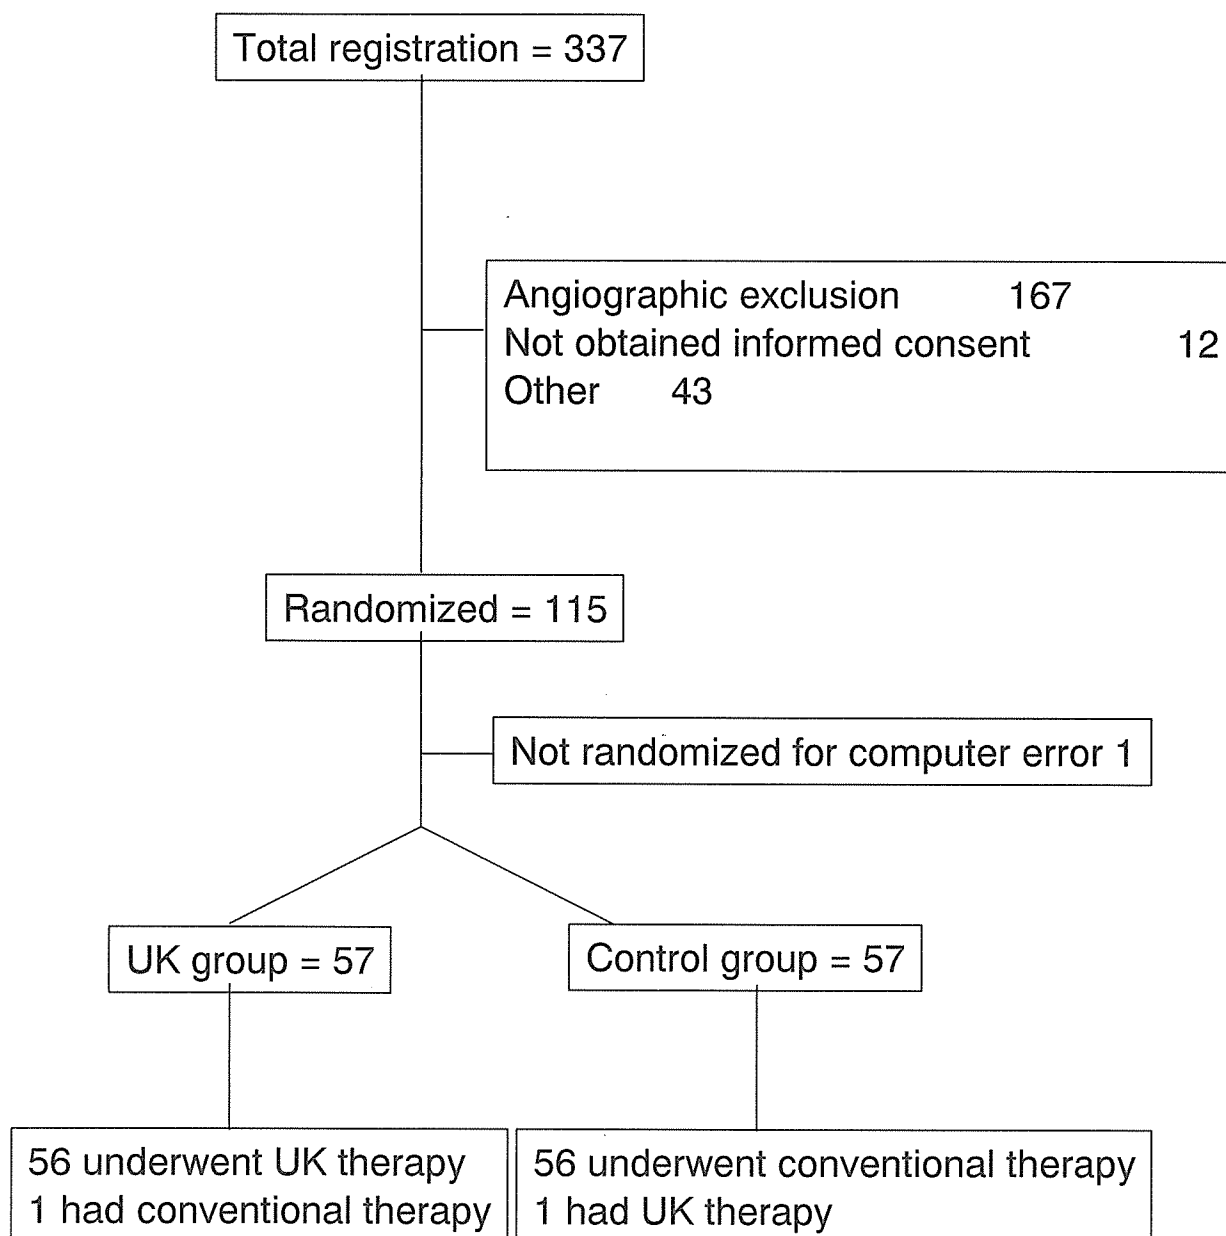 Total registration = 337
Angiographic exclusion 167
Not obtained informed consent 12
Other 43
Randomized = 115
Not randomized for computer error 1
UK group = 57
Control group = 57
56 underwent UK therapy
1 had conventional therapy
56 underwent conventional therapy
1 had UK therapy